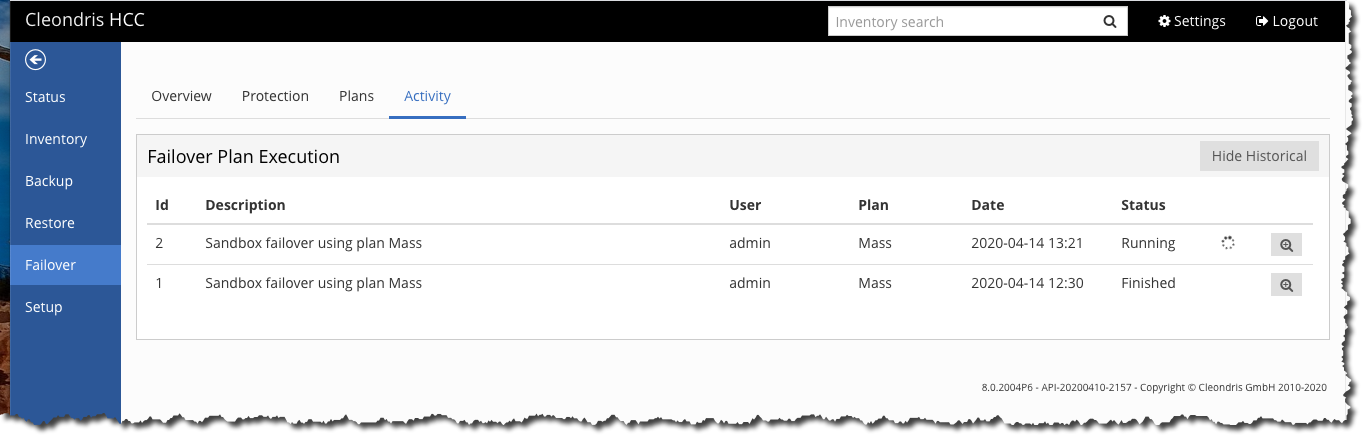 Cleondris HCC
Inventory search
Settings
Logout
Status
Inventory
Backup
Restore
Failover
Setup
Overview Protection Plans Activity
Failover Plan Execution
Hide Historical
Id Description User Plan Date Status
2 Sandbox failover using plan Mass admin Mass 2020-04-14 13:21 Running
1 Sandbox failover using plan Mass admin Mass 2020-04-14 12:30 Finished
8.0.2004P6 - API-20200410-2157 - Copyright © Cleondris GmbH 2010-2020